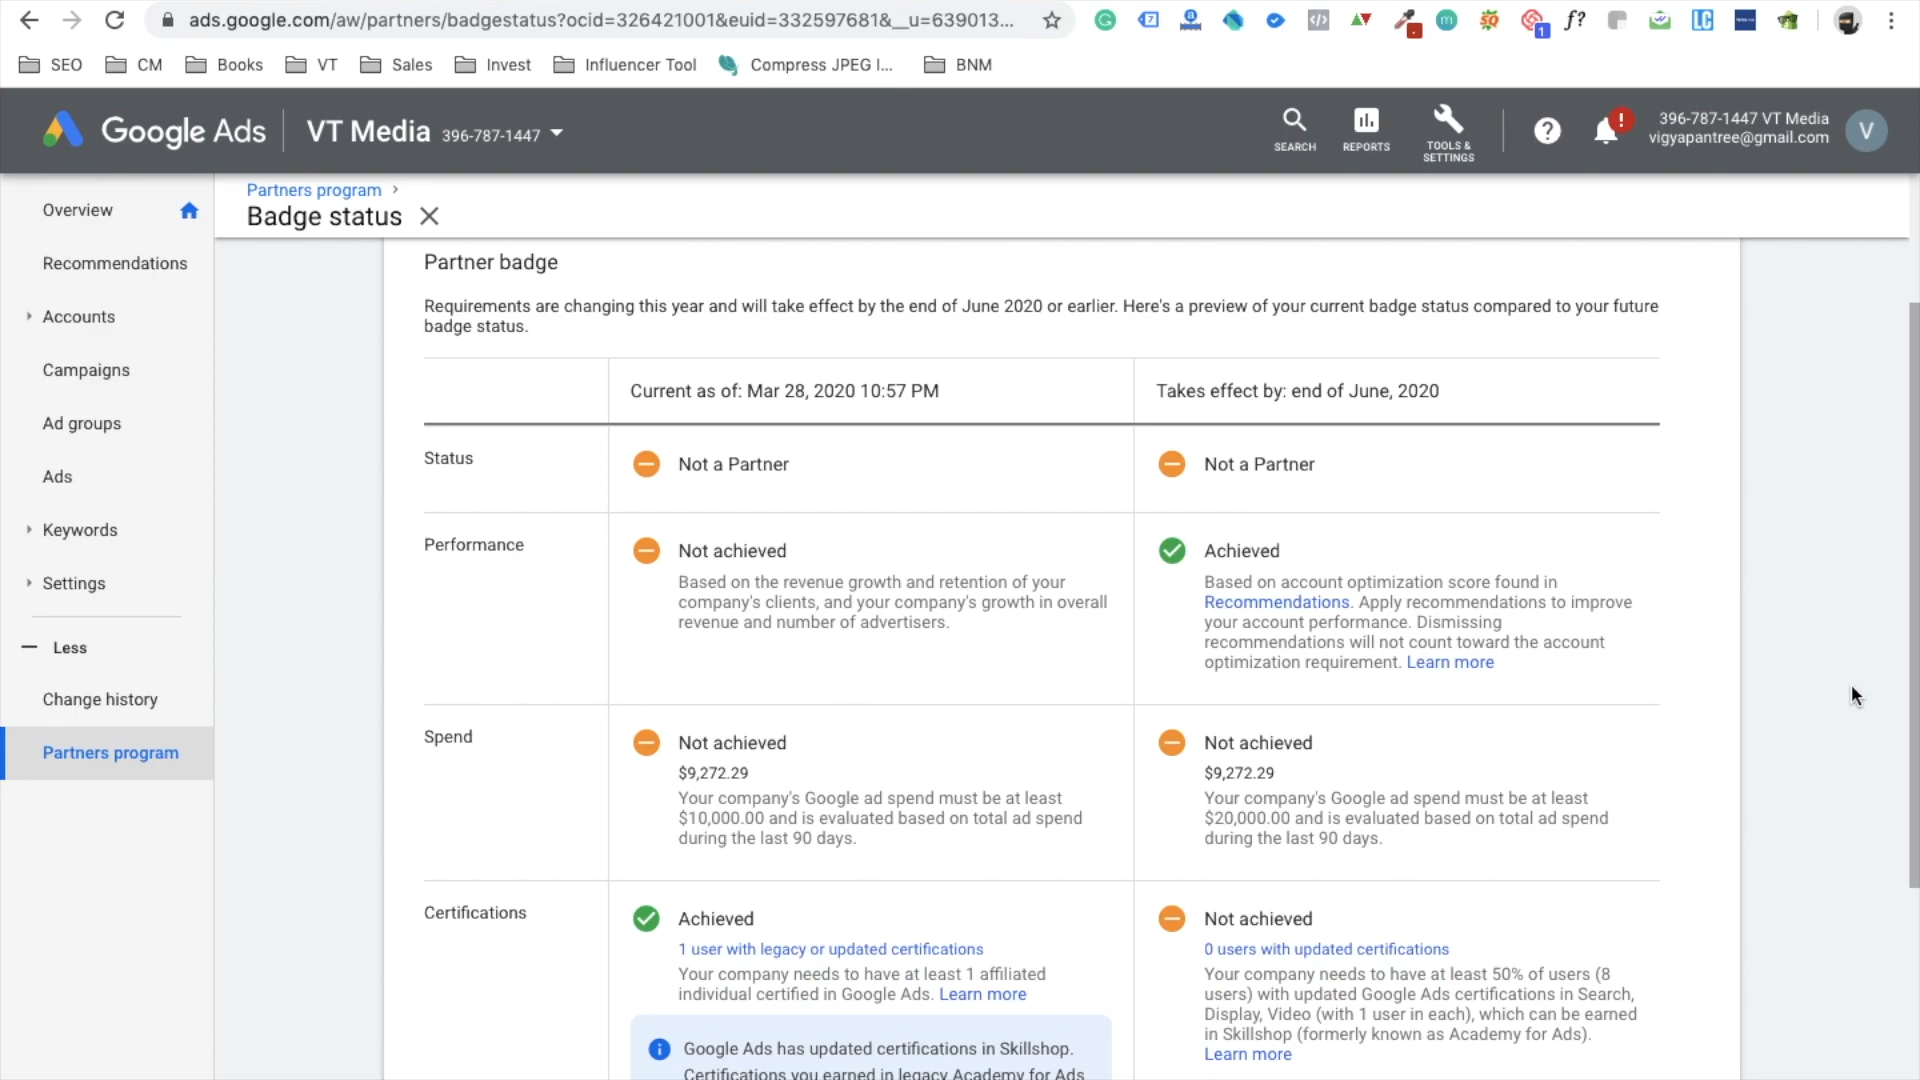 ads.google.com/aw/partners/badgestatus?ocid=326421001&euid=332597681&__u=639013...
SEO CM Books VT Sales Invest Influencer Tool Compress JPEG I... BNM
Google Ads VT Media 396-787-1447
SEARCH REPORTS TOOLS & SETTINGS
396-787-1447 VT Media
vigyapantree@gmail.com
V
Overview
Recommendations
Accounts
Campaigns
Ad groups
Ads
Keywords
Settings
Less
Change history
Partners program
Partners program >
Badge status
Partner badge
Requirements are changing this year and will take effect by the end of June 2020 or earlier. Here's a preview of your current badge status compared to your future
badge status.
Current as of: Mar 28, 2020 10:57 PM
Takes effect by: end of June, 2020
Status
Not a Partner
Not a Partner
Performance
Not achieved
Based on the revenue growth and retention of your
company's clients, and your company's growth in overall
revenue and number of advertisers.
Achieved
Based on account optimization score found in
Recommendations. Apply recommendations to improve
your account performance. Dismissing
recommendations will not count toward the account
optimization requirement. Learn more
Spend
Not achieved
$9,272.29
Your company's Google ad spend must be at least
$10,000.00 and is evaluated based on total ad spend
during the last 90 days.
Not achieved
$9,272.29
Your company's Google ad spend must be at least
$20,000.00 and is evaluated based on total ad spend
during the last 90 days.
Certifications
Achieved
1 user with legacy or updated certifications
Your company needs to have at least 1 affiliated
individual certified in Google Ads. Learn more
Google Ads has updated certifications in Skillshop.
Certifications you earned in legacy Academy for Ads
Not achieved
0 users with updated certifications
Your company needs to have at least 50% of users (8
users) with updated Google Ads certifications in Search,
Display, Video (with 1 user in each), which can be earned
in Skillshop (formerly known as Academy for Ads).
Learn more